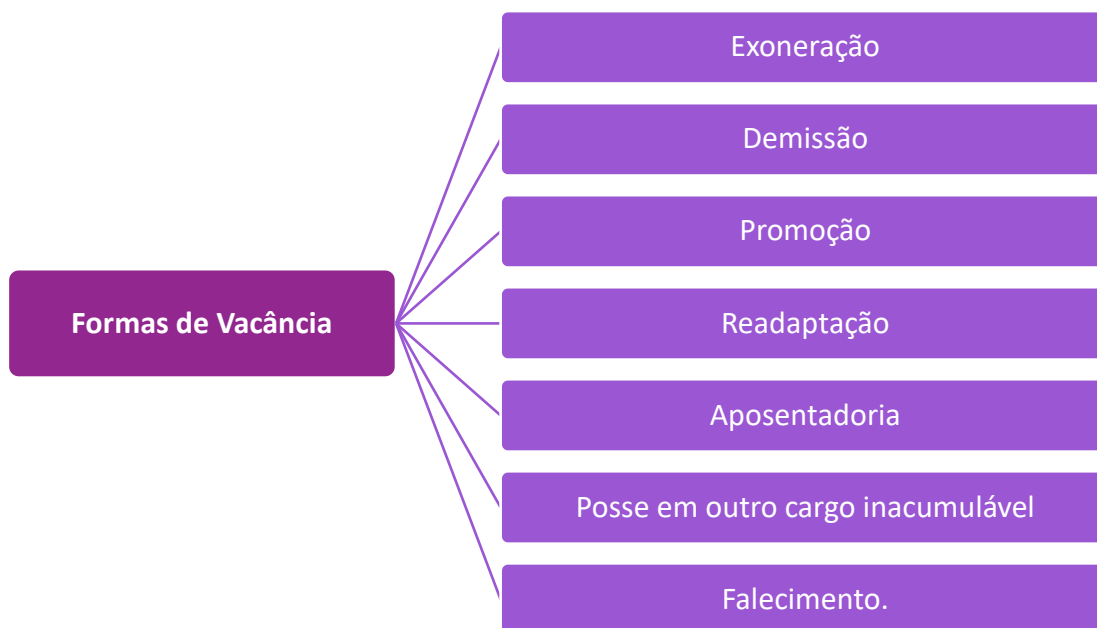 Formas de Vacância
Exoneração
Demissão
Promoção
Readaptação
Aposentadoria
Posse em outro cargo inacumulável
Falecimento.